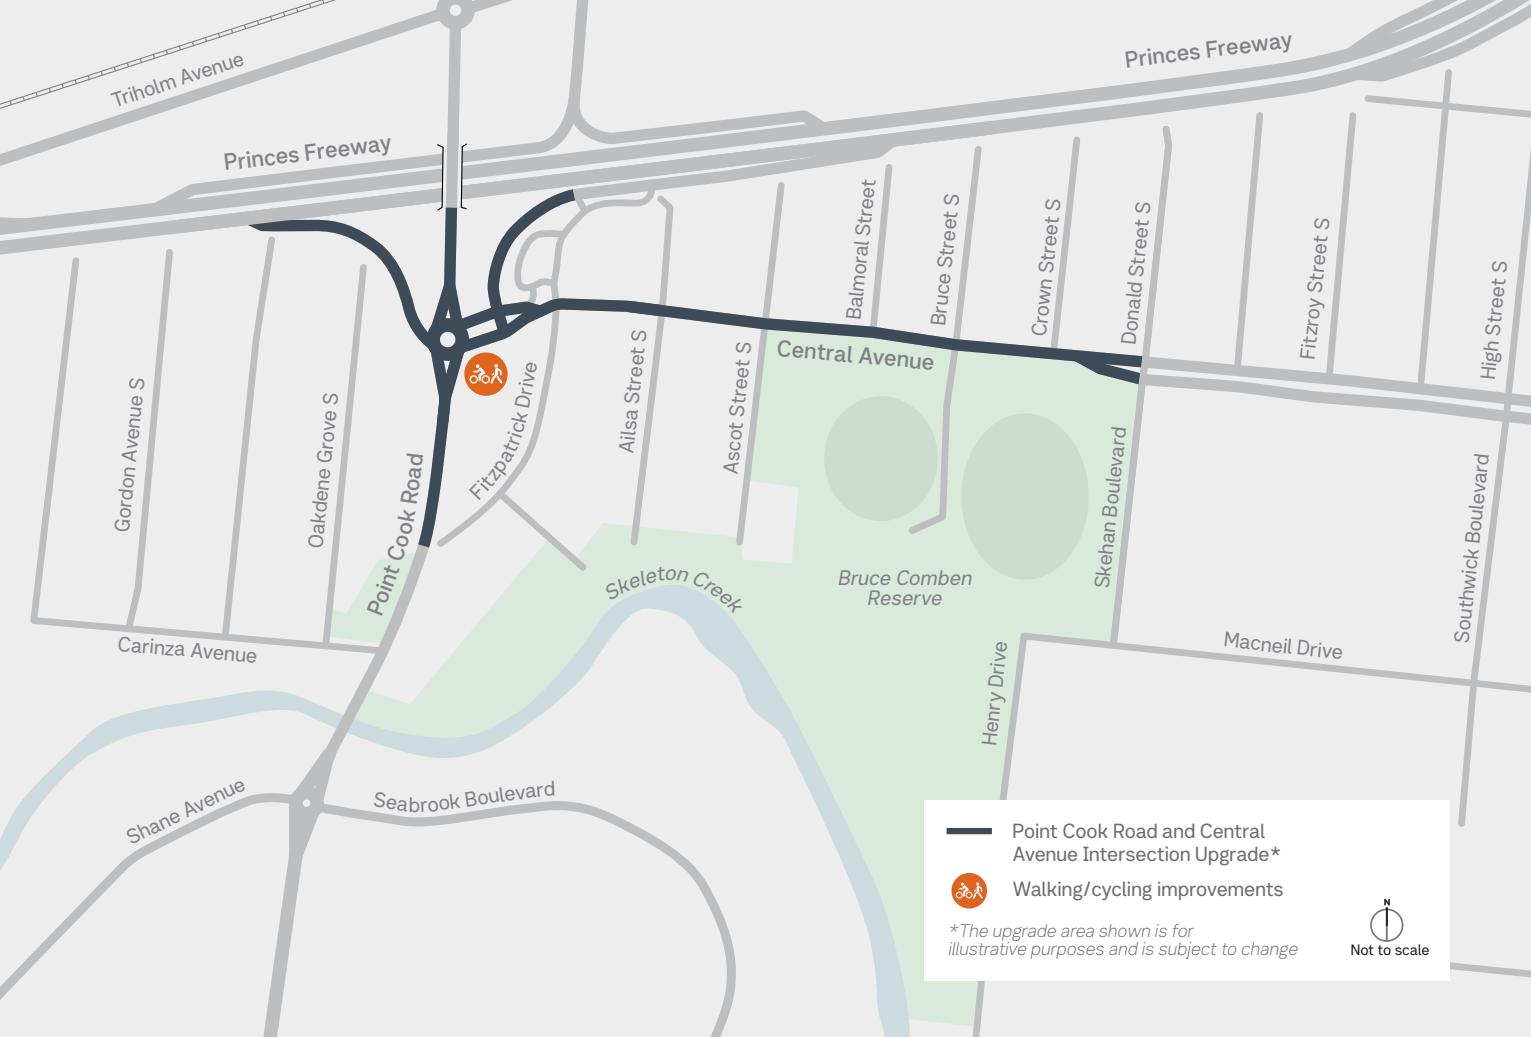 Princes Freeway
Triholm Avenue
Princes Freeway
Balmoral Street
Bruce Street S
Crown Street S
Donald Street S
Fitzroy Street S
High Street S
Central Avenue
Gordon Avenue S
Oakdene Grove S
Point Cook Road
Fitzpatrick Drive
Ailsa Street S
Ascot Street S
Skehan Boulevard
Southwick Boulevard
Skeleton Creek
Bruce Comben
Reserve
Carinza Avenue
Henry Drive
Macneil Drive
Shane Avenue
Seabrook Boulevard
Point Cook Road and Central
Avenue Intersection Upgrade*
Walking/cycling improvements
*The upgrade area shown is for
illustrative purposes and is subject to change
N
Not to scale